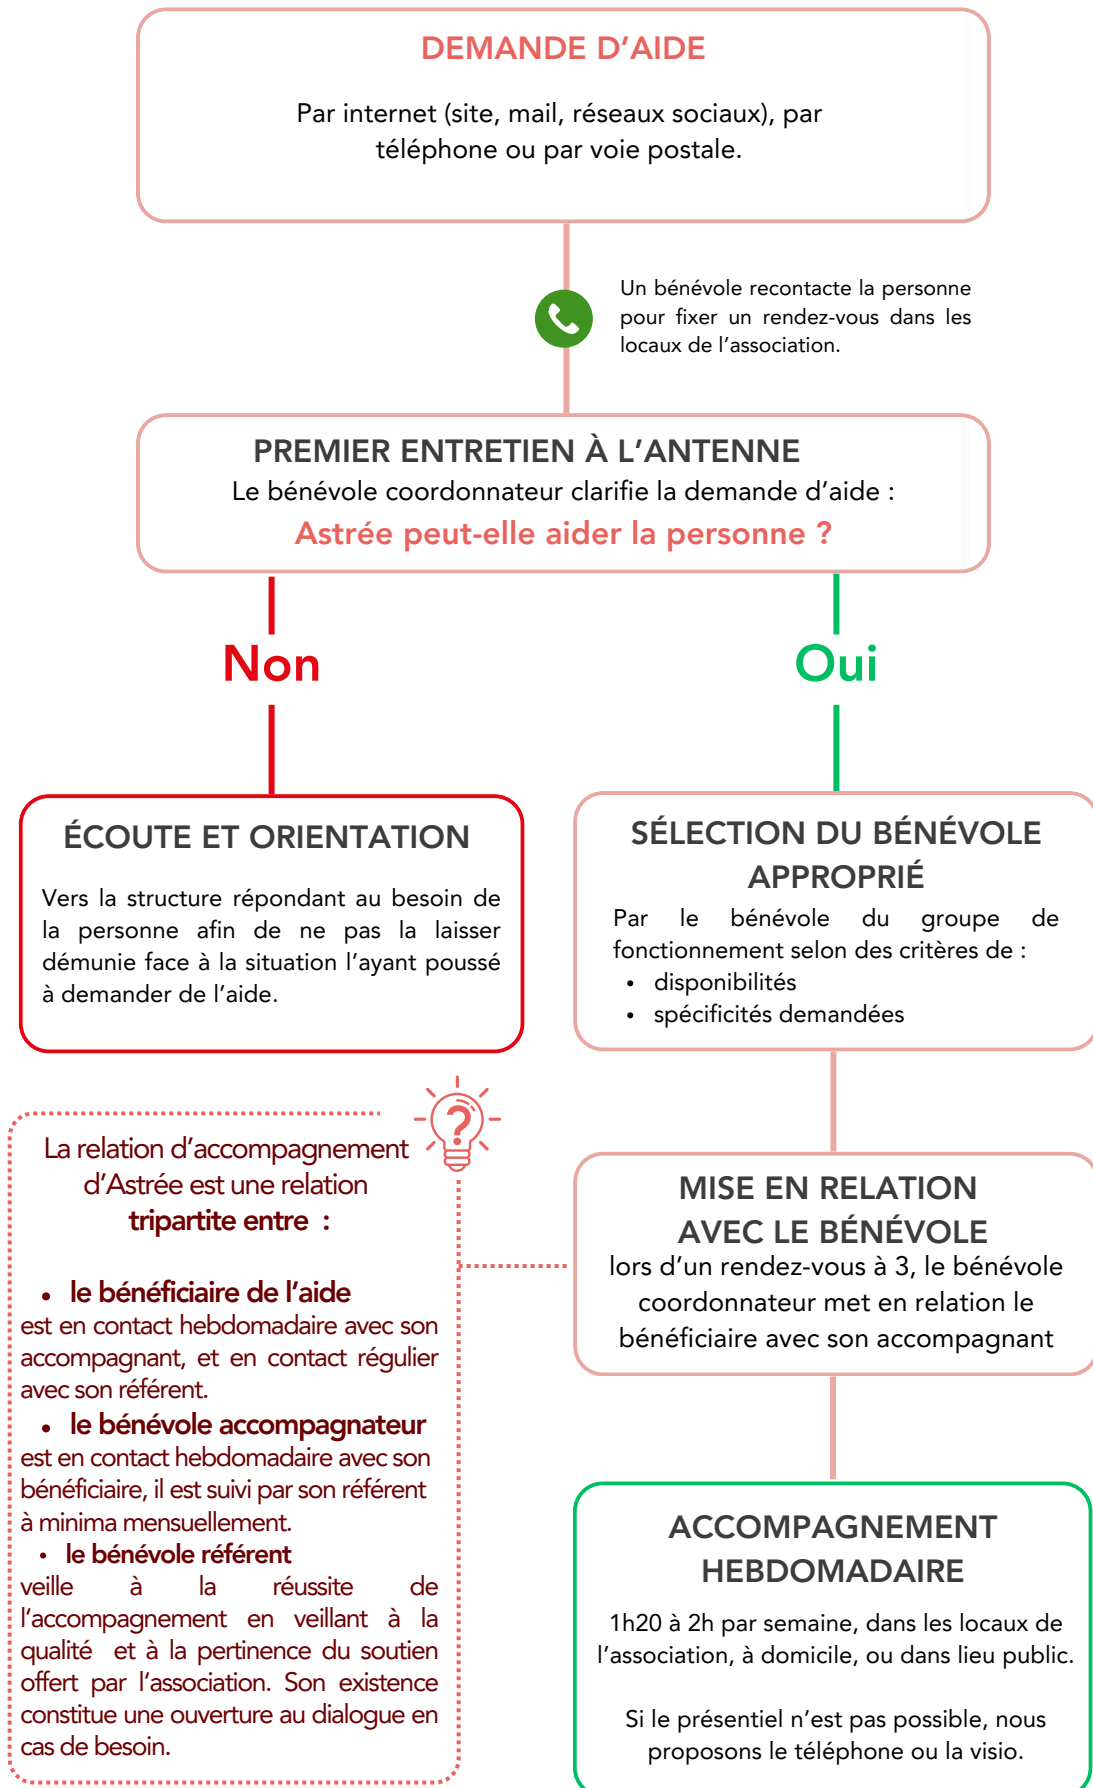 DEMANDE D'AIDE
Par internet (site, mail, réseaux sociaux), par
téléphone ou par voie postale.
Un bénévole recontacte la personne
pour fixer un rendez-vous dans les
locaux de l'association.
PREMIER ENTRETIEN À L'ANTENNE
Le bénévole coordonnateur clarifie la demande d'aide :
Astrée peut-elle aider la personne ?
Non
Oui
ÉCOUTE ET ORIENTATION
Vers la structure répondant au besoin de
la personne afin de ne pas la laisser
démunie face à la situation l'ayant poussé
à demander de l'aide.
SÉLECTION DU BÉNÉVOLE
APPROPRIÉ
Par le bénévole du groupe de
fonctionnement selon des critères de :
• disponibilités
• spécificités demandées
La relation d'accompagnement
d'Astrée est une relation
tripartite entre :
• le bénéficiaire de l'aide
est en contact hebdomadaire avec son
accompagnant, et en contact régulier
avec son référent.
• le bénévole accompagnateur
est en contact hebdomadaire avec son
bénéficiaire, il est suivi par son référent
à minima mensuellement.
• le bénévole référent
veille à la réussite de
l'accompagnement en veillant à la
qualité et à la pertinence du soutien
offert par l'association. Son existence
constitue une ouverture au dialogue en
cas de besoin.
MISE EN RELATION
AVEC LE BÉNÉVOLE
lors d'un rendez-vous à 3, le bénévole
coordonnateur met en relation le
bénéficiaire avec son accompagnant
ACCOMPAGNEMENT
HEBDOMADAIRE
1h20 à 2h par semaine, dans les locaux de
l'association, à domicile, ou dans lieu public.
Si le présentiel n'est pas possible, nous
proposons le téléphone ou la visio.